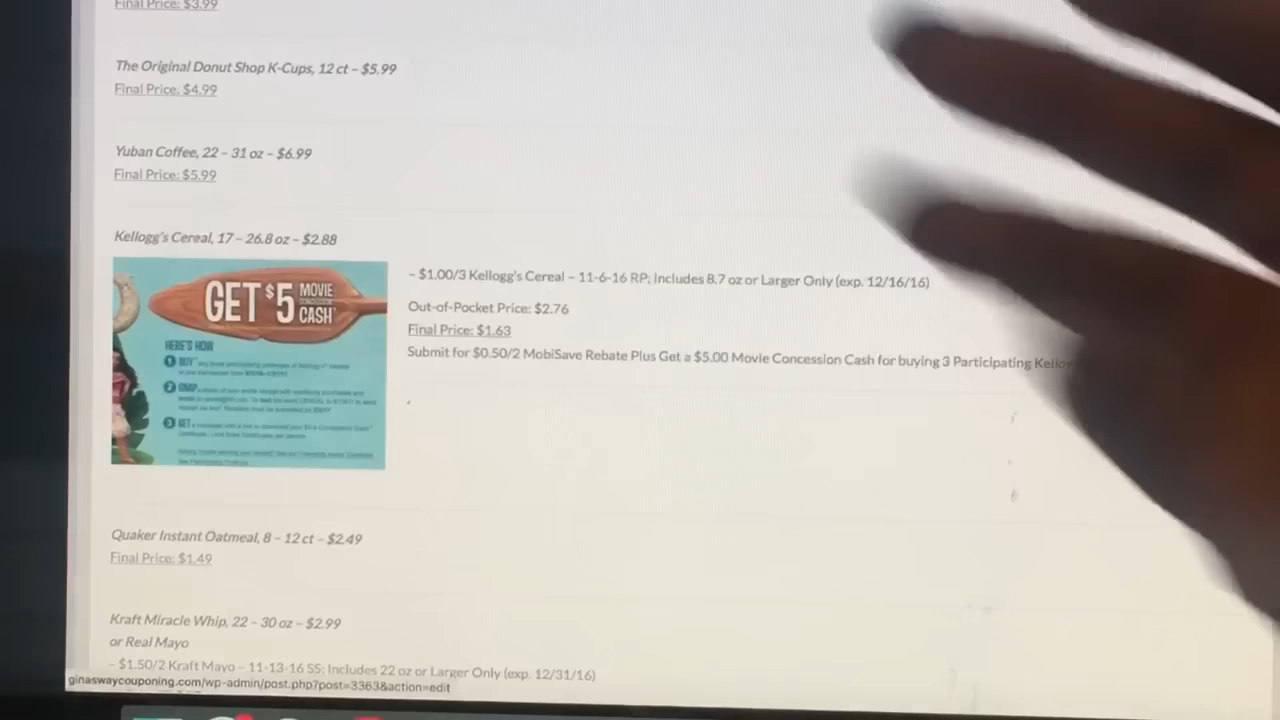 Final Price: $3.99
The Original Donut Shop K-Cups, 12 ct – $5.99
Final Price: $4.99
Yuban Coffee, 22 – 31 oz – $6.99
Final Price: $5.99
Kellogg's Cereal, 17 – 26.8 oz – $2.88
GET $5 MOVIE
CASH
HERE'S HOW
1 BUY
2 SNAP
3 GET
– $1.00/3 Kellogg's Cereal – 11-6-16 RP; Includes 8.7 oz or Larger Only (exp. 12/16/16)
Out-of-Pocket Price: $2.76
Final Price: $1.63
Submit for $0.50/2 MobiSave Rebate Plus Get a $5.00 Movie Concession Cash for buying 3 Participating
Quaker Instant Oatmeal, 8 – 12 ct – $2.49
Final Price: $1.49
Kraft Miracle Whip, 22 – 30 oz – $2.99
or Real Mayo
– $1.50/2 Kraft Mayo – 11-13-16 SS; Includes 22 oz or Larger Only (exp. 12/31/16)
ginaswaycouponing.com/wp-admin/post.php?post=3363&action=edit